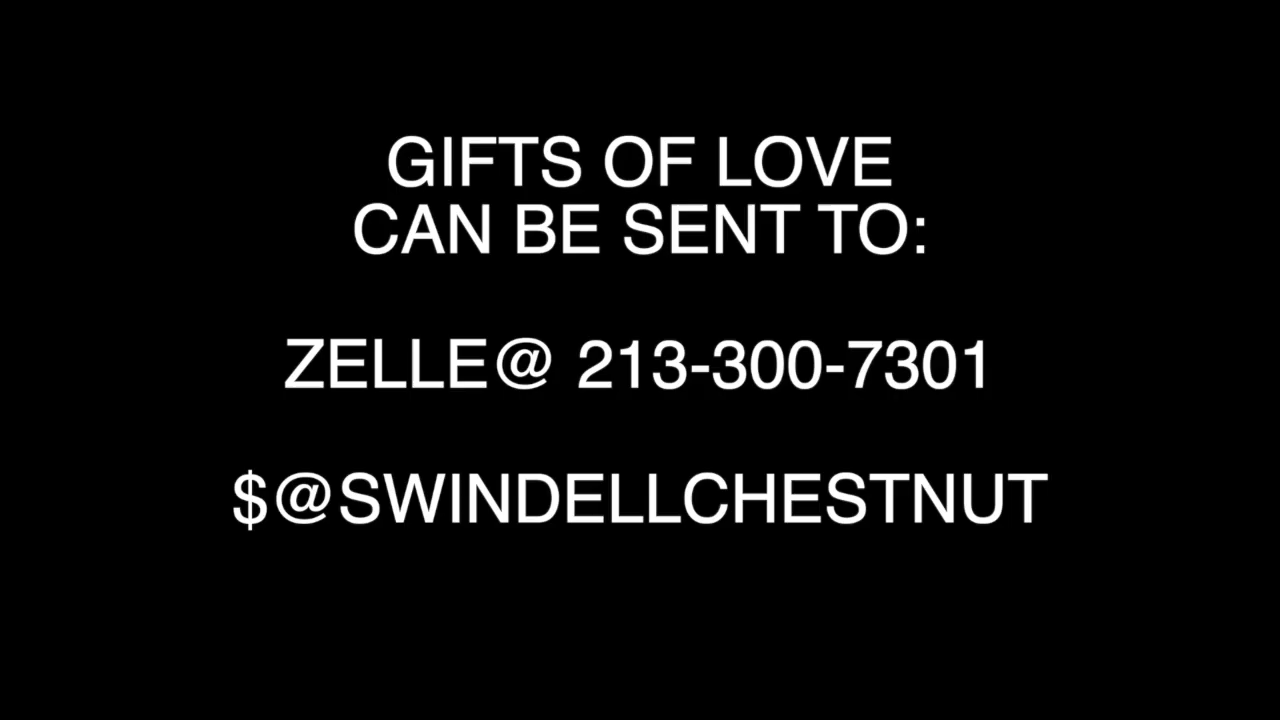 GIFTS OF LOVE
CAN BE SENT TO:
ZELLE@ 213-300-7301
$@SWINDELLCHESTNUT